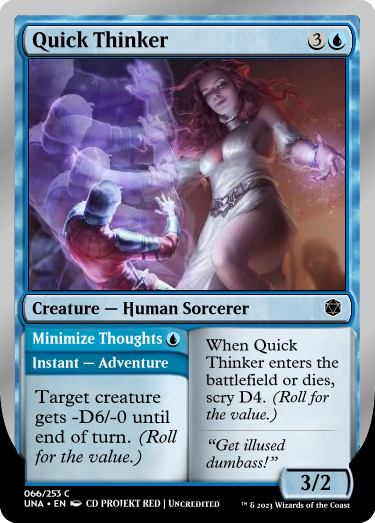 Quick Thinker 3
Creature — Human Sorcerer
Minimize Thoughts
Instant — Adventure
Target creature
gets -D6/-0 until
end of turn. (Roll
for the value.)
When Quick
Thinker enters the
battlefield or dies,
scry D4. (Roll for
the value.)
“Get illused
dumbass!”
3/2
066/253 C
UNA • EN CD PROJEKT RED | Uncredited
™ & © 2023 Wizards of the Coast